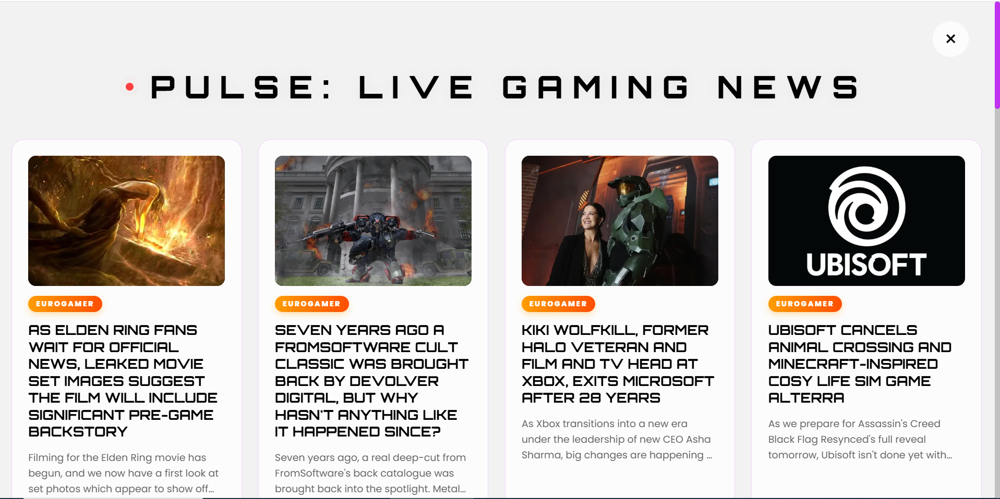 PULSE: LIVE GAMING NEWS
EUROGAMER
AS ELDEN RING FANS
WAIT FOR OFFICIAL
NEWS, LEAKED MOVIE
SET IMAGES SUGGEST
THE FILM WILL INCLUDE
SIGNIFICANT PRE-GAME
BACKSTORY
Filming for the Elden Ring movie has
begun, and we now have a first look at
set photos which appear to show off...
EUROGAMER
SEVEN YEARS AGO A
FROMSOFTWARE CULT
CLASSIC WAS BROUGHT
BACK BY DEVOLVER
DIGITAL, BUT WHY
HASN'T ANYTHING LIKE
IT HAPPENED SINCE?
Seven years ago, a real deep-cut from
FromSoftware's back catalogue was
brought back into the spotlight. Metal...
EUROGAMER
KIKI WOLFKILL, FORMER
HALO VETERAN AND
FILM AND TV HEAD AT
XBOX, EXITS MICROSOFT
AFTER 28 YEARS
As Xbox transitions into a new era
under the leadership of new CEO Asha
Sharma, big changes are happening ...
UBISOFT
EUROGAMER
UBISOFT CANCELS
ANIMAL CROSSING AND
MINECRAFT-INSPIRED
COSY LIFE SIM GAME
ALTERRA
As we prepare for Assassin's Creed
Black Flag Resynced's full reveal
tomorrow, Ubisoft isn't done yet with...